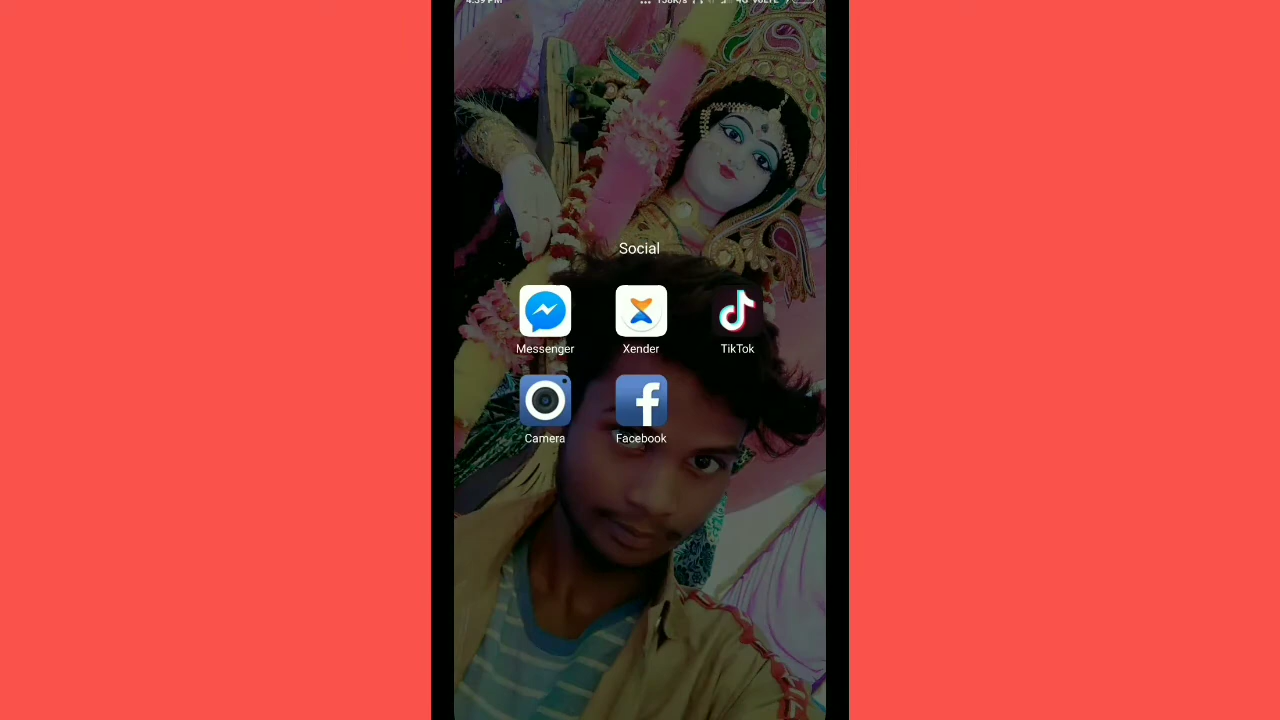 Social
Messenger
Xender
TikTok
Camera
Facebook